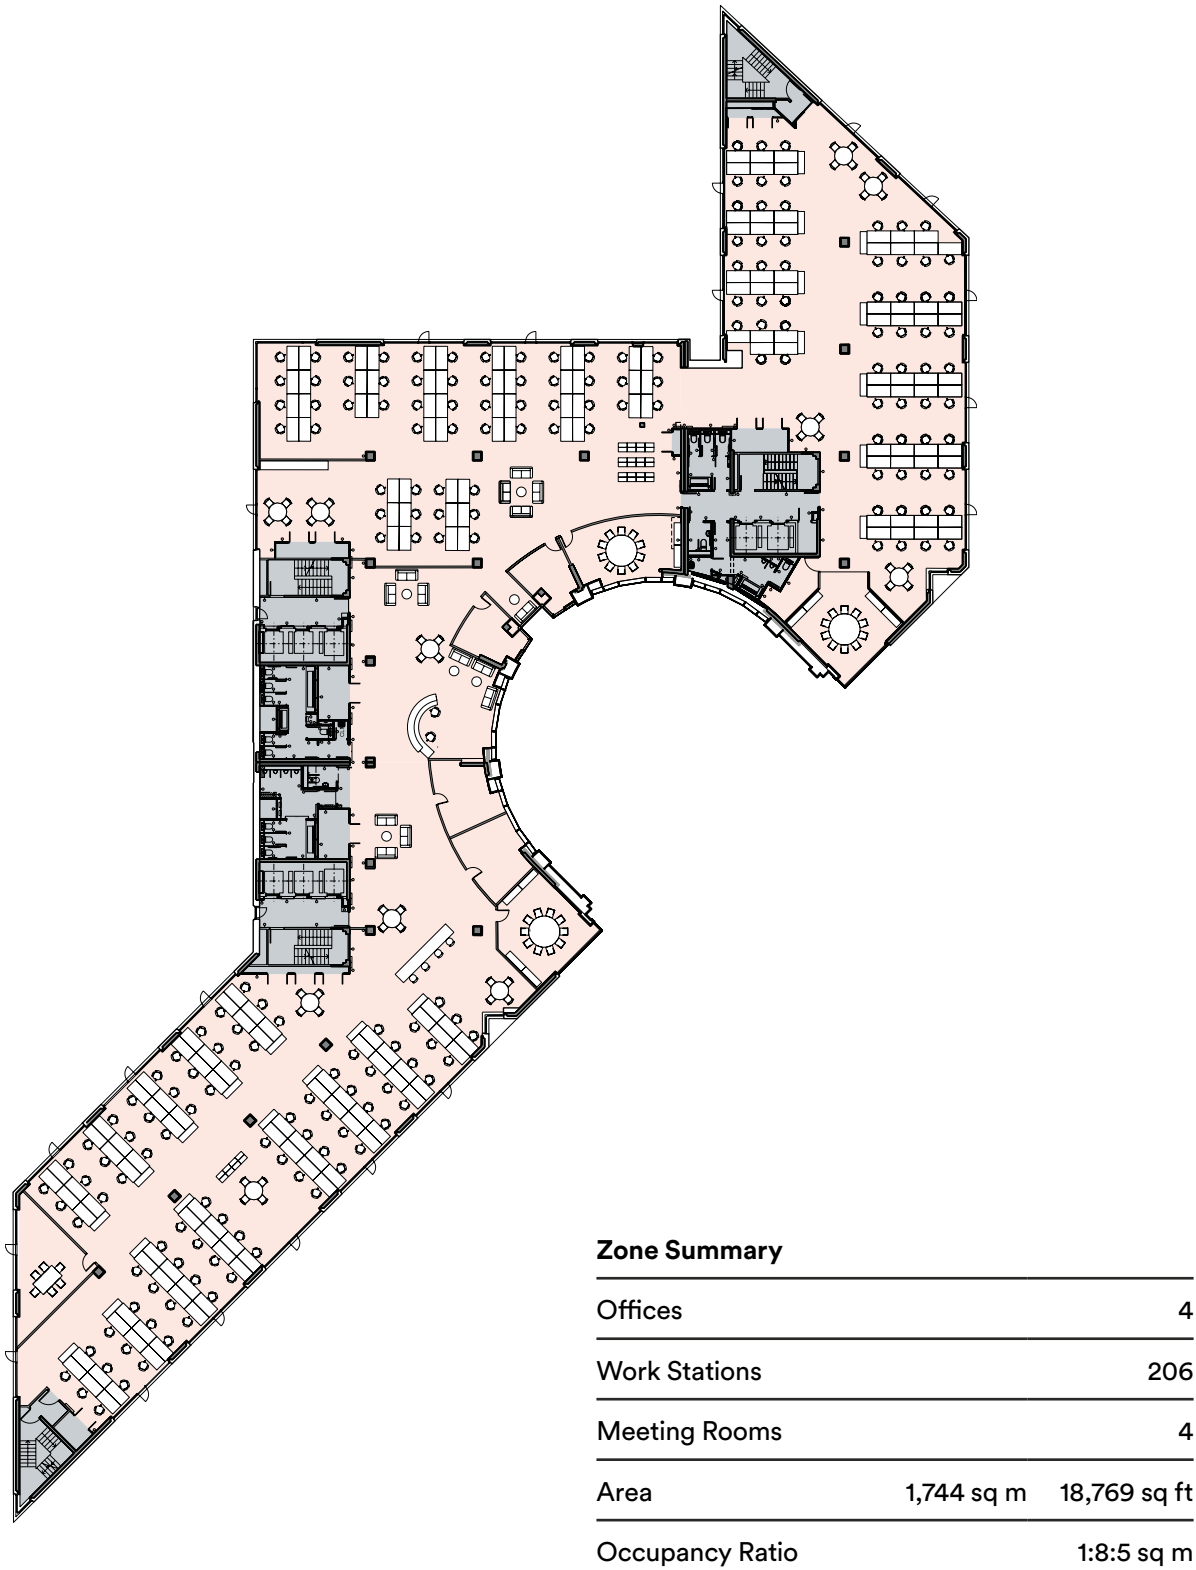 Zone Summary
Offices 4
Work Stations 206
Meeting Rooms 4
Area 1,744 sq m 18,769 sq ft
Occupancy Ratio 1:8:5 sq m